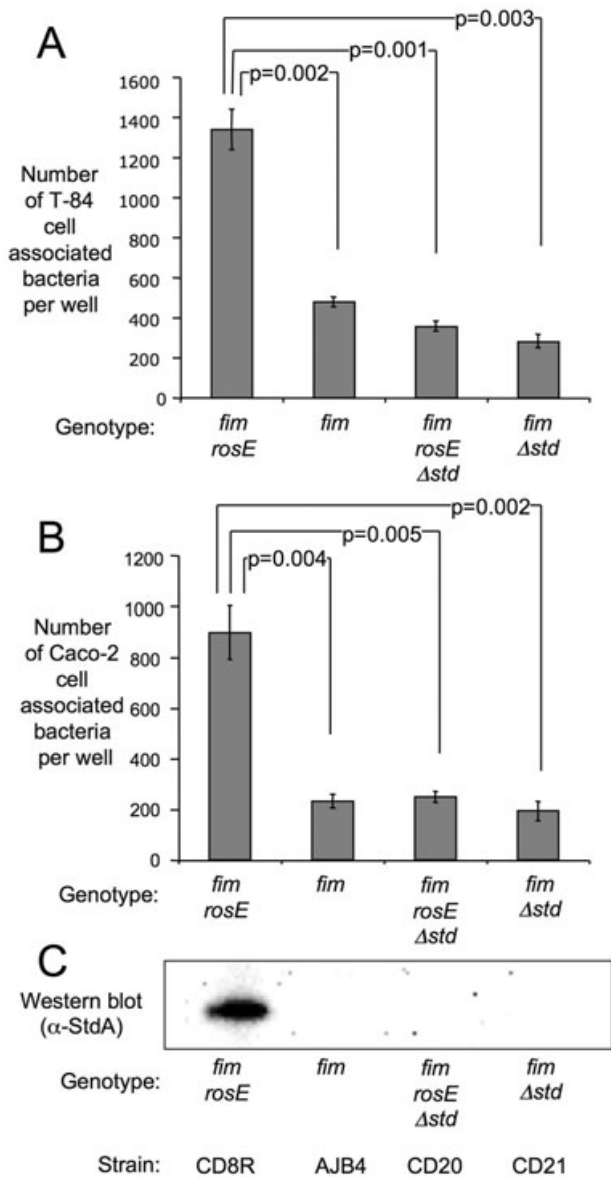 A
p=0.003
p=0.001
p=0.002
1600
1400
1200
1000
800
600
400
200
0
Number
of T-84
cell
associated
bacteria
per well
Genotype:
fim
rosE
fim
fim
rosE
Δstd
fim
Δstd
B
p=0.002
p=0.005
p=0.004
1200
1000
800
600
400
200
0
Number
of Caco-2
cell
associated
bacteria
per well
Genotype:
fim
rosE
fim
fim
rosE
Δstd
fim
Δstd
C
Western blot
(α-StdA)
Genotype:
fim
rosE
fim
fim
rosE
Δstd
fim
Δstd
Strain: CD8R AJB4 CD20 CD21